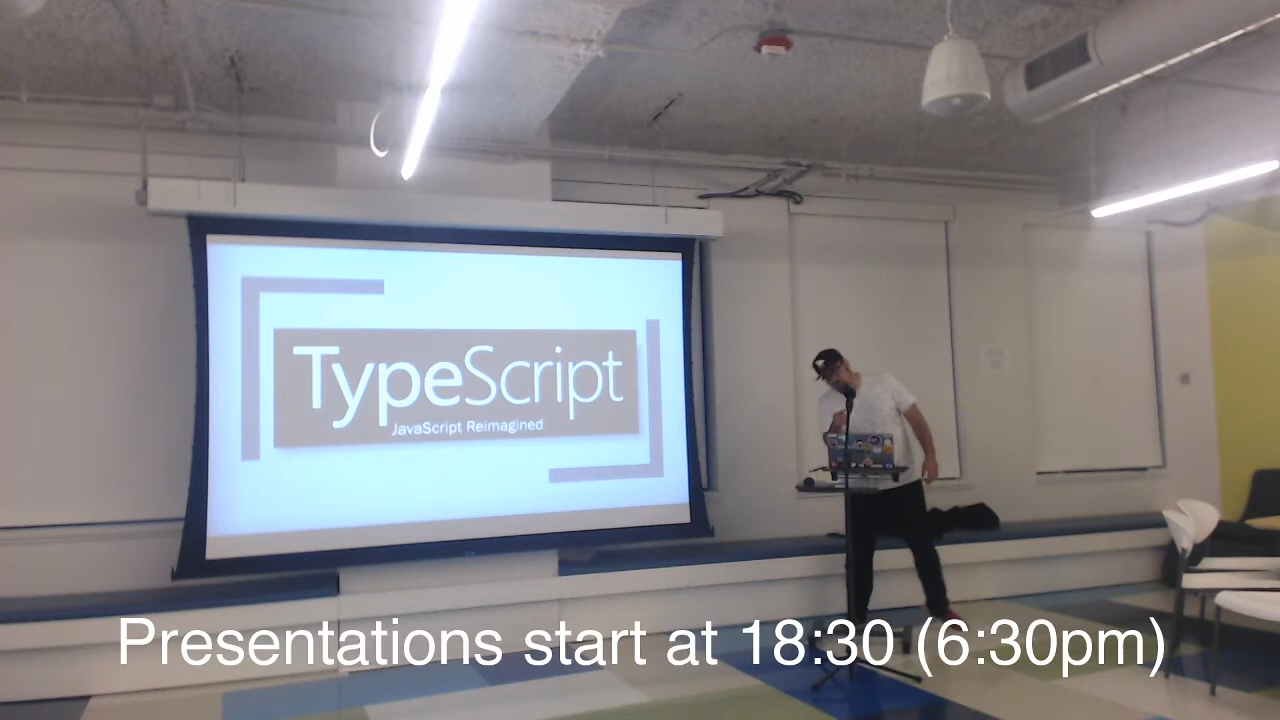 TypeScript
JavaScript Reimagined
Presentations start at 18:30 (6:30pm)